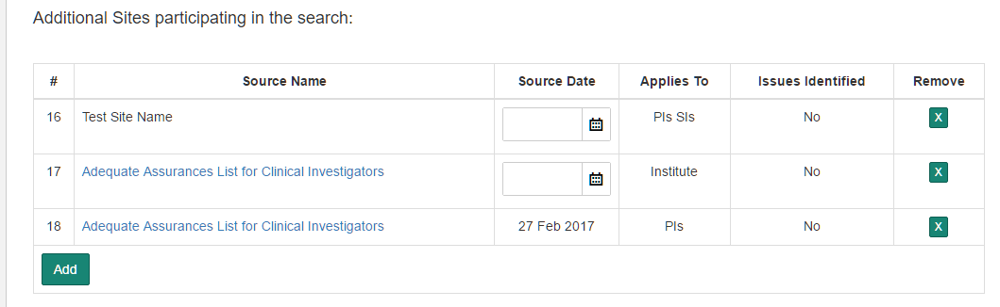 Additional Sites participating in the search:
# Source Name Source Date Applies To Issues Identified Remove
16 Test Site Name PIs SIs No X
17 Adequate Assurances List for Clinical Investigators Institute No X
18 Adequate Assurances List for Clinical Investigators 27 Feb 2017 PIs No X
Add